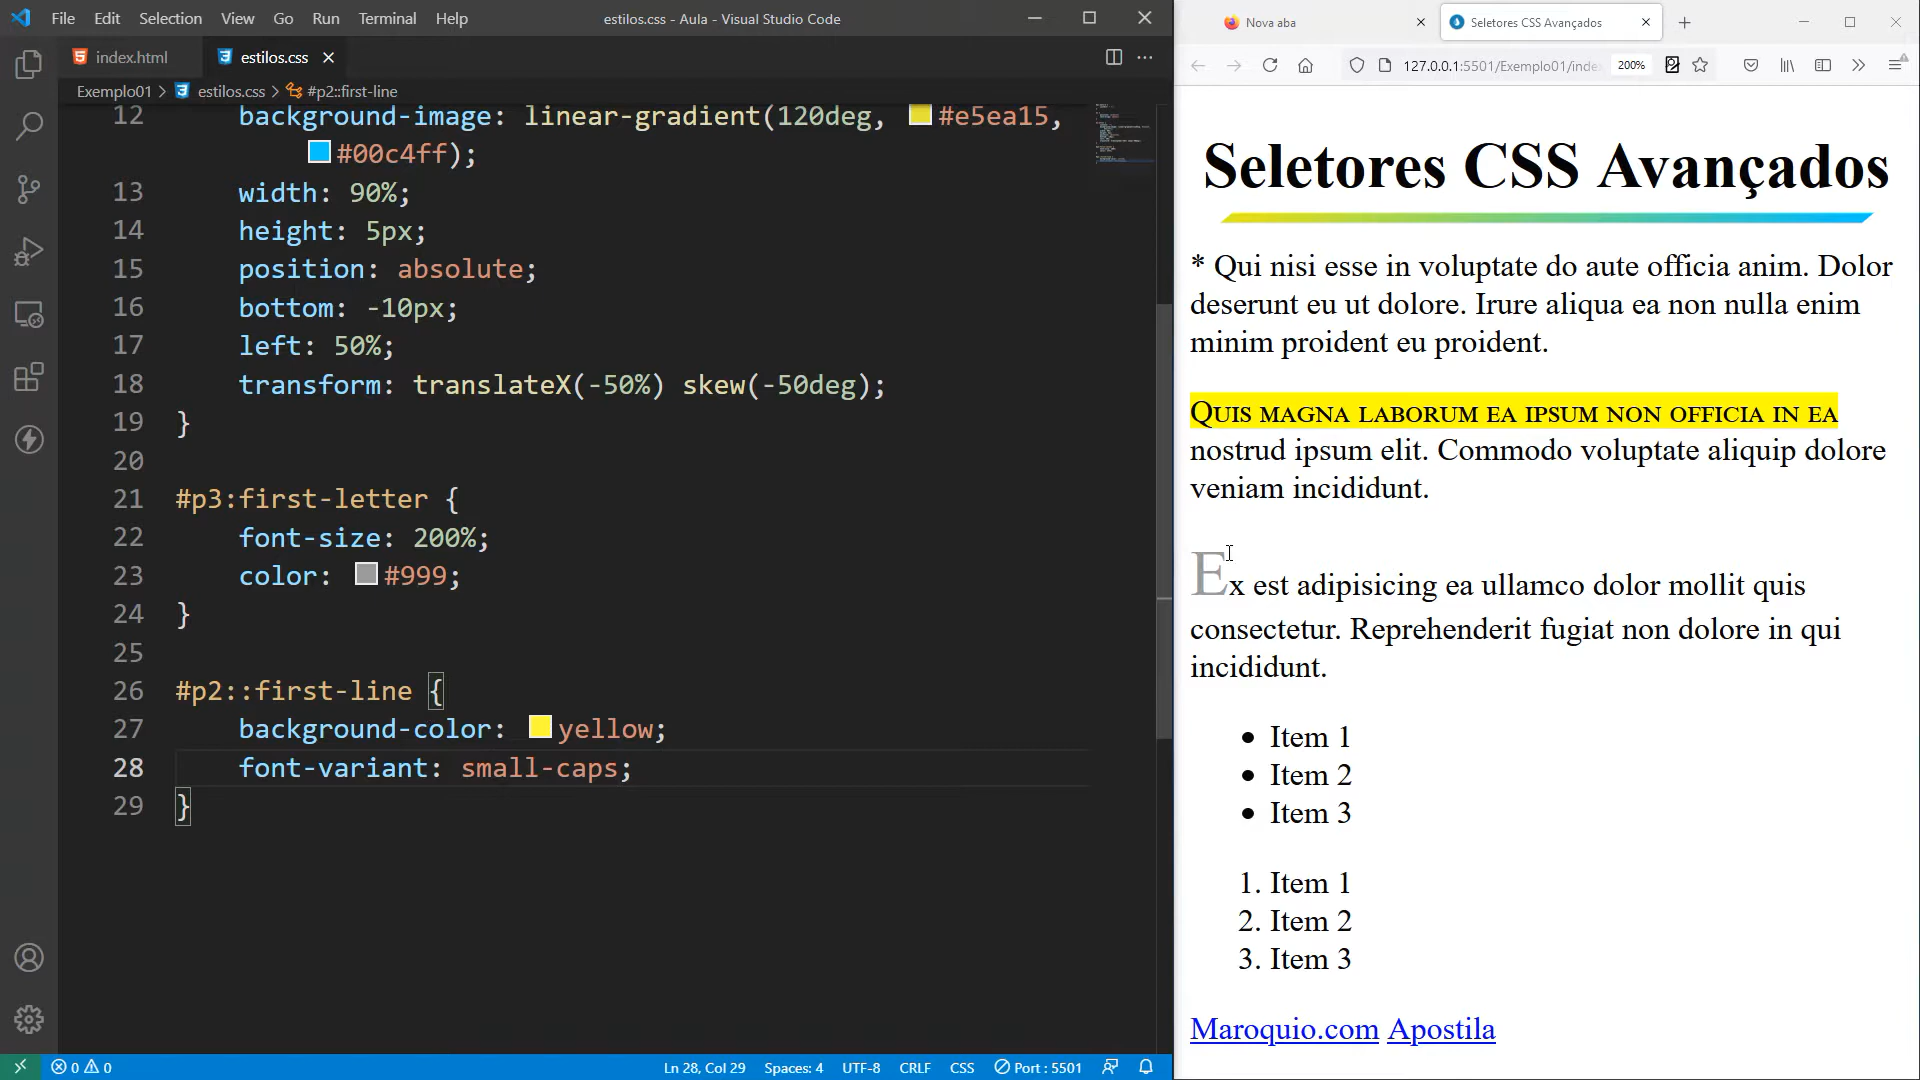 File Edit Selection View Go Run Terminal Help
estilos.css - Aula - Visual Studio Code
index.html
estilos.css
Exemplo01 > estilos.css > #p2::first-line
12 background-image: linear-gradient(120deg, #e5ea15,
#00c4ff);
13 width: 90%;
14 height: 5px;
15 position: absolute;
16 bottom: -10px;
17 left: 50%;
18 transform: translateX(-50%) skew(-50deg);
19 }
20
21 #p3:first-letter {
22 font-size: 200%;
23 color: #999;
24 }
25
26 #p2::first-line {
27 background-color: yellow;
28 font-variant: small-caps;
29 }
0 0
Ln 28, Col 29
Spaces: 4
UTF-8
CRLF
CSS
Port : 5501
Nova aba
Seletores CSS Avançados
127.0.0.1:5501/Exemplo01/inde
200%
Seletores CSS Avançados
* Qui nisi esse in voluptate do aute officia anim. Dolor
deserunt eu ut dolore. Irure aliqua ea non nulla enim
minim proident eu proident.
Quis magna laborum ea ipsum non officia in ea
nostrud ipsum elit. Commodo voluptate aliquip dolore
veniam incididunt.
Ex est adipisicing ea ullamco dolor mollit quis
consectetur. Reprehenderit fugiat non dolore in qui
incididunt.
• Item 1
• Item 2
• Item 3
1. Item 1
2. Item 2
3. Item 3
Maroquio.com Apostila